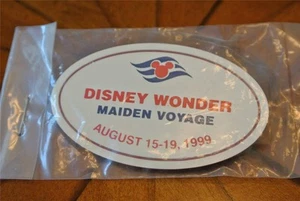 DISNEY WONDER
MAIDEN VOYAGE
AUGUST 15-19, 1999